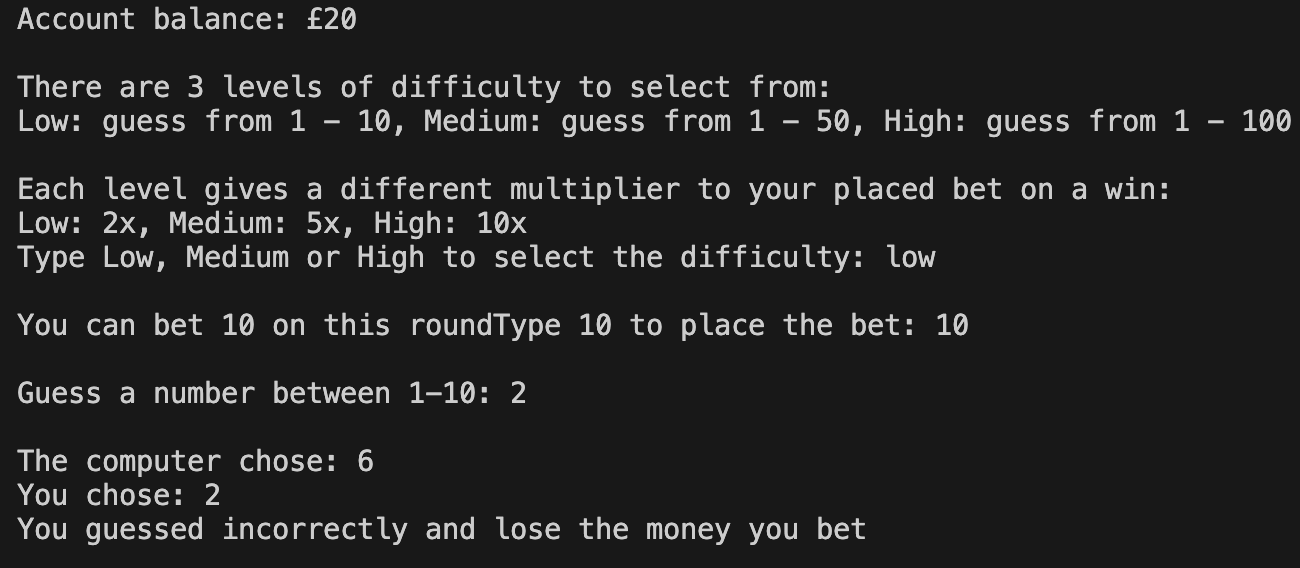 Account balance: £20
There are 3 levels of difficulty to select from:
Low: guess from 1 - 10, Medium: guess from 1 - 50, High: guess from 1 - 100
Each level gives a different multiplier to your placed bet on a win:
Low: 2x, Medium: 5x, High: 10x
Type Low, Medium or High to select the difficulty: low
You can bet 10 on this roundType 10 to place the bet: 10
Guess a number between 1-10: 2
The computer chose: 6
You chose: 2
You guessed incorrectly and lose the money you bet